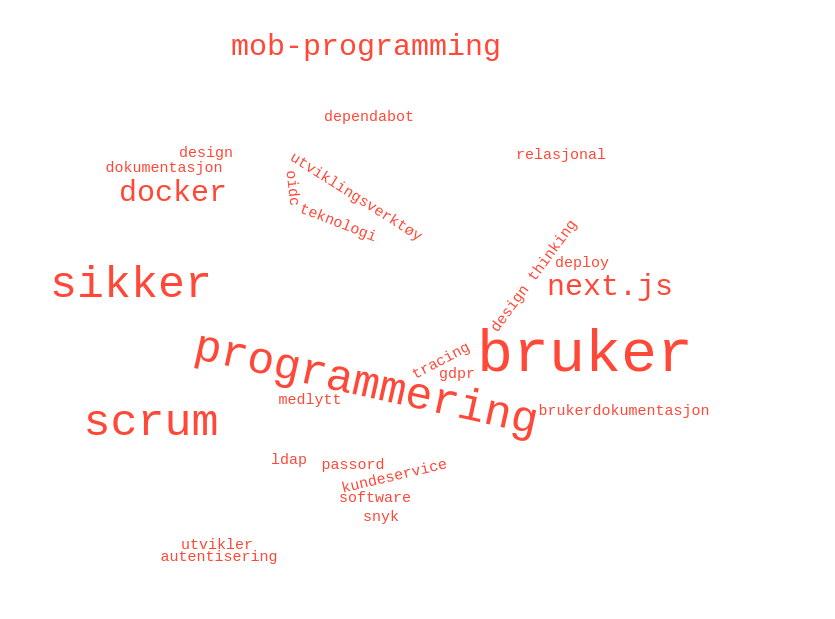 mob-programming
dependabot
design
dokumentasjon
docker
utviklingsverktøy
oidc
teknologi
relasjonal
design thinking
deploy
next.js
sikker
programmering
bruker
tracing
gdpr
medlytt
scrum
brukerdokumentasjon
ldap
passord
kundeservice
software
snyk
utvikler
autentisering